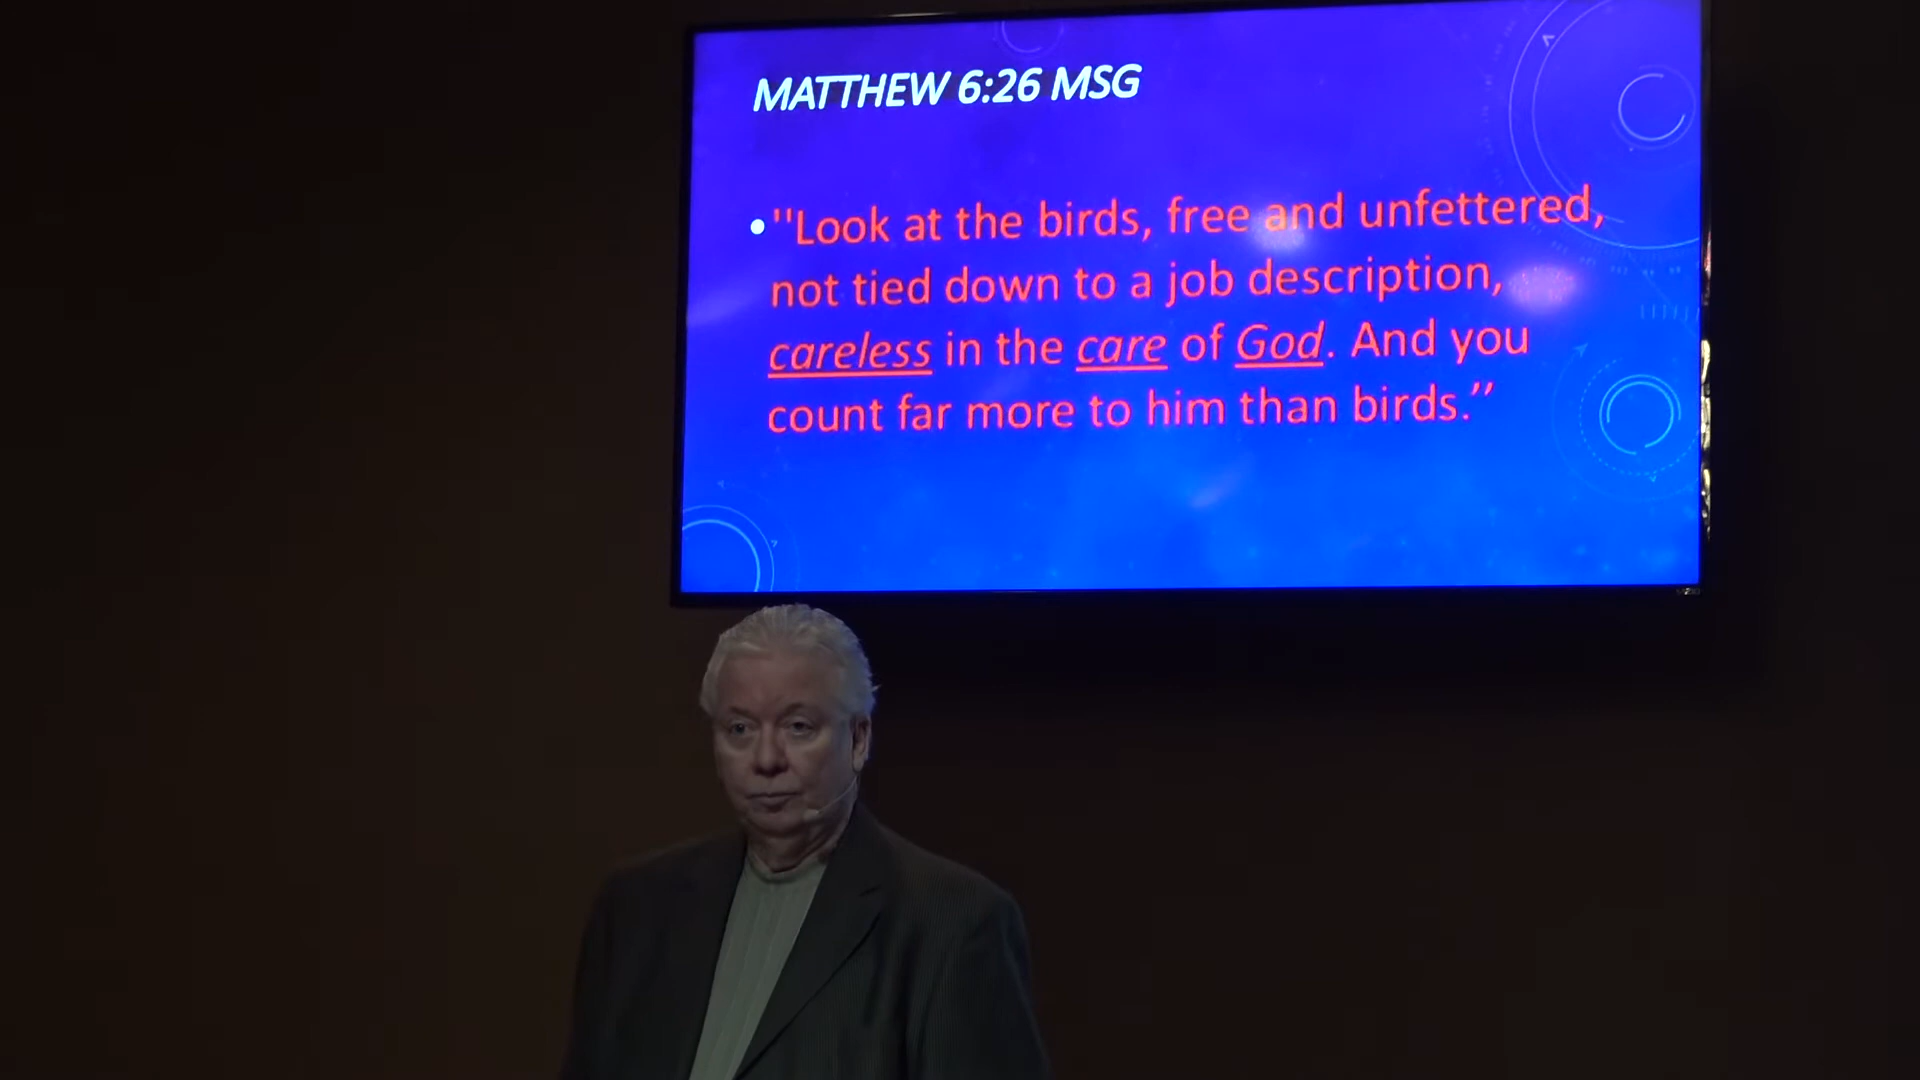 MATTHEW 6:26 MSG
•"Look at the birds, free and unfettered,
not tied down to a job description,
careless in the care of God. And you
count far more to him than birds.”